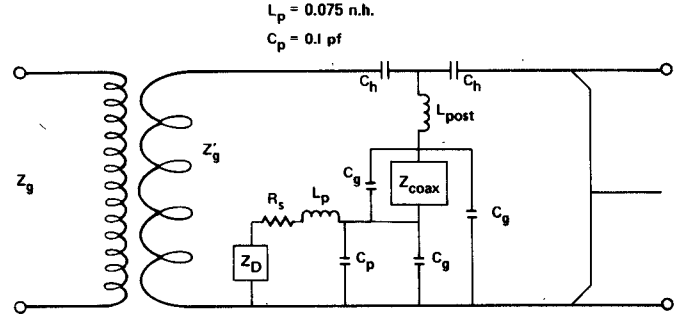 Lp = 0.075 n.h.
Cp = 0.1 pf
Ch
Ch
Lpost
Zg
Z'g
Cg
Zcoax
Cg
Rs
Lp
ZD
Cp
Cg